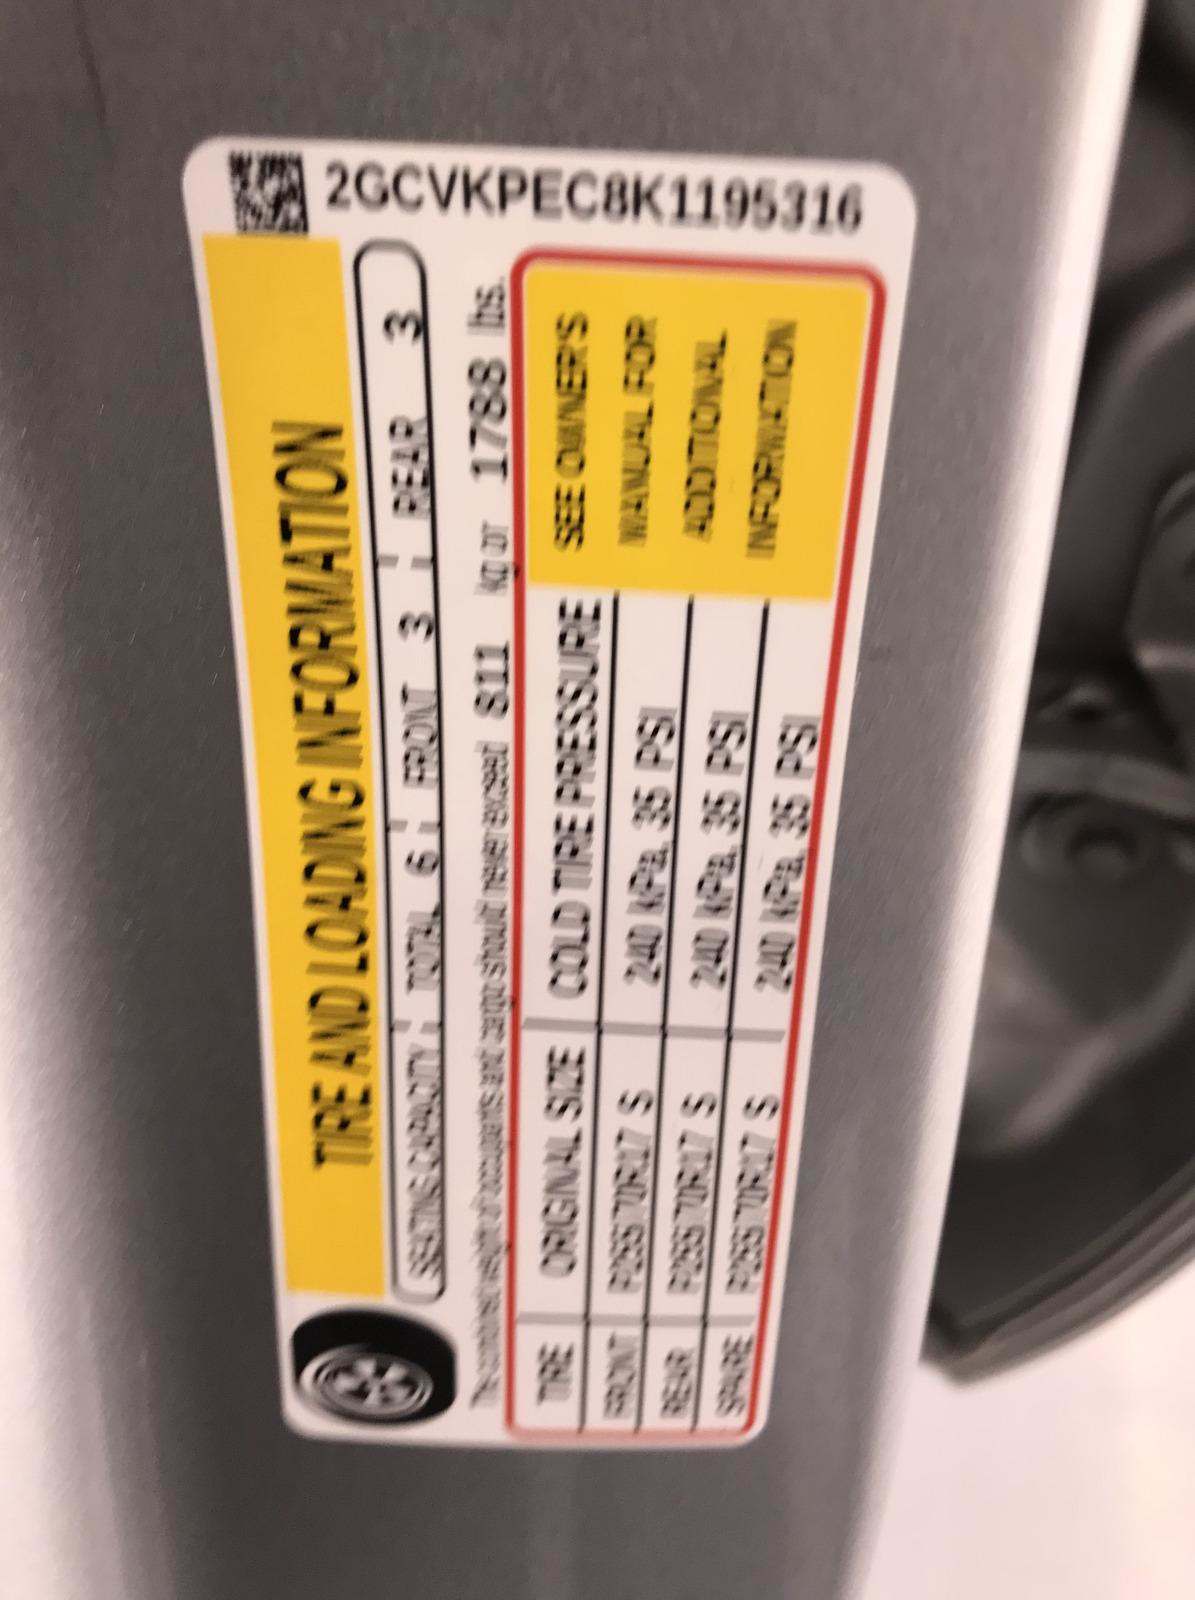 2GCVKPEC8K1195316
TIRE AND LOADING INFORMATION
SEATING CAPACITY TOTAL 6 FRONT 3 REAR 3
The combined weight of occupants and cargo should never exceed 811 kg or 1788 lbs.
TIRE ORIGINAL SIZE COLD TIRE PRESSURE
FRONT P255/70R17 S 240 kPa, 35 PSI
REAR P255/70R17 S 240 kPa, 35 PSI
SPARE P255/70R17 S 240 kPa, 35 PSI
SEE OWNER'S
MANUAL FOR
ADDITIONAL
INFORMATION